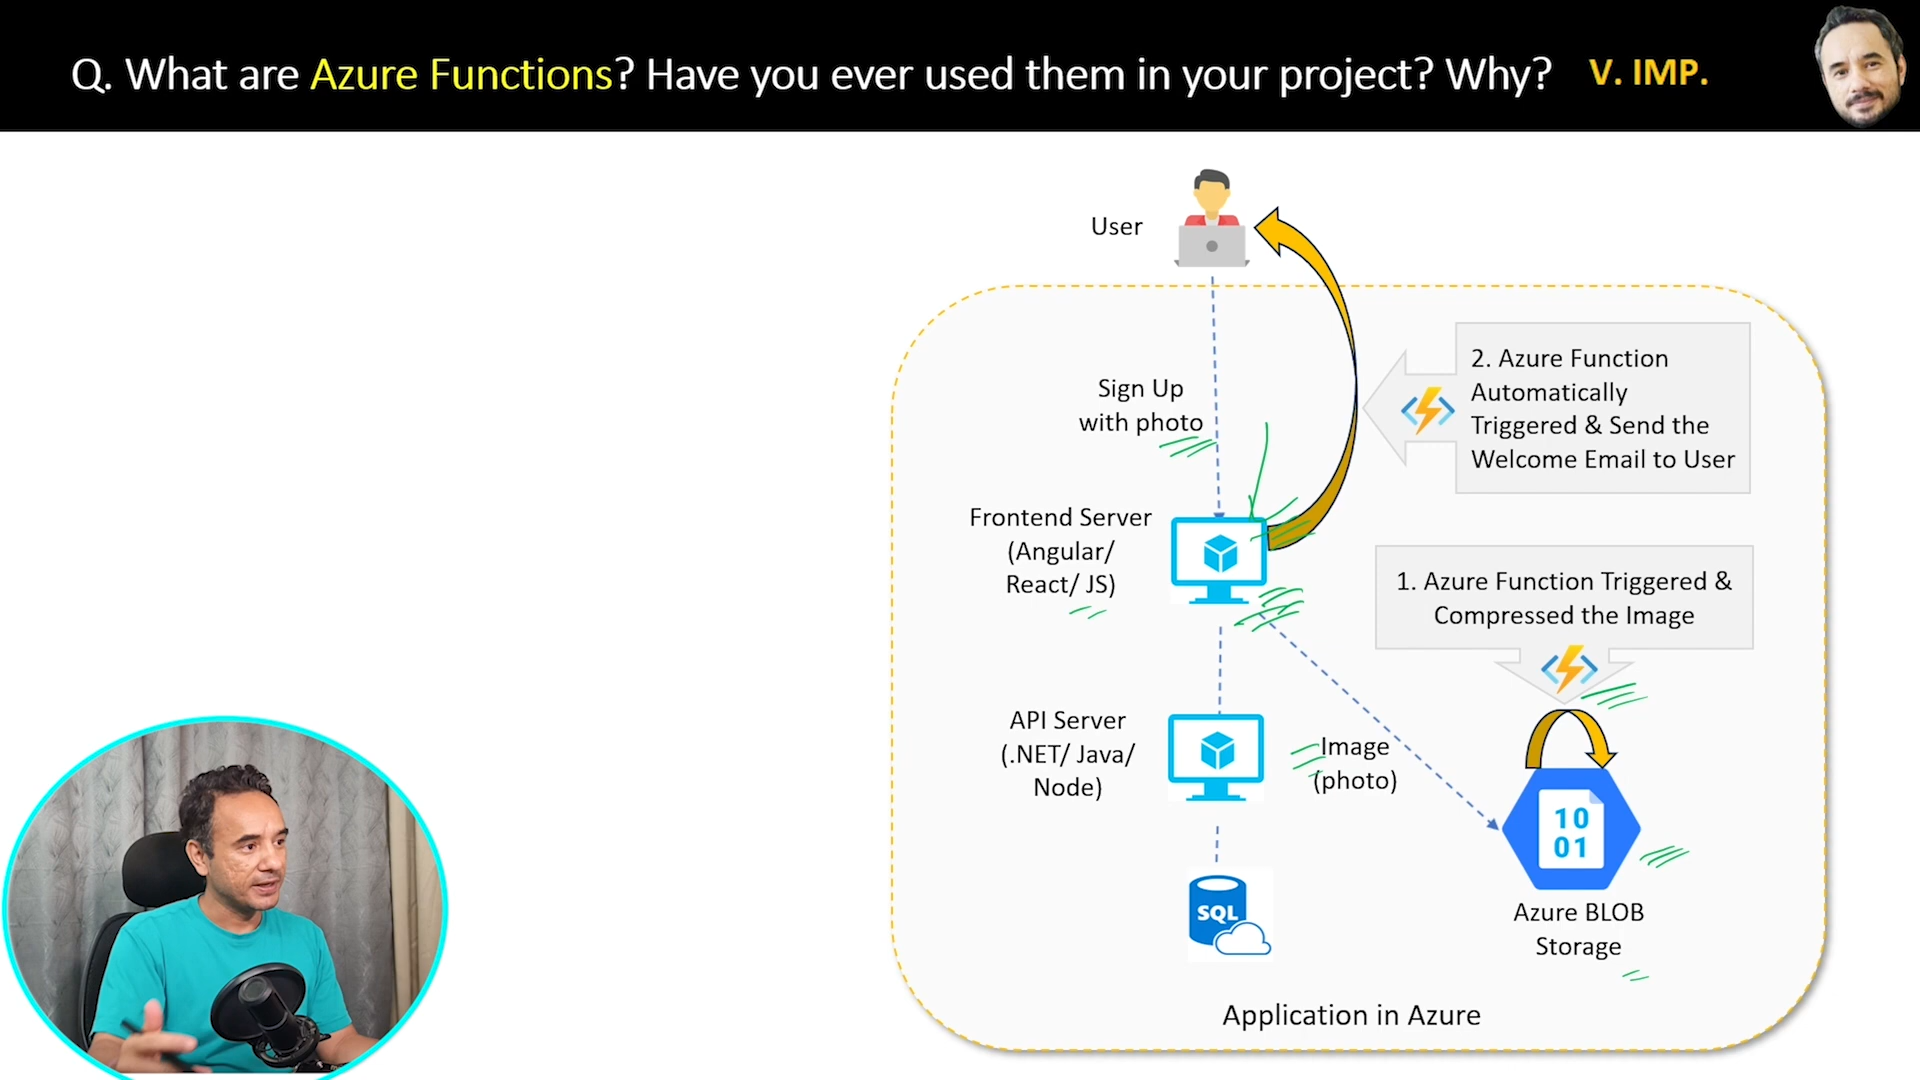 Q. What are Azure Functions? Have you ever used them in your project? Why? V. IMP.
User
Sign Up
with photo
2. Azure Function
Automatically
Triggered & Send the
Welcome Email to User
Frontend Server
(Angular/
React/ JS)
1. Azure Function Triggered &
Compressed the Image
API Server
(.NET/ Java/
Node)
Image
(photo)
10
01
SQL
Azure BLOB
Storage
Application in Azure